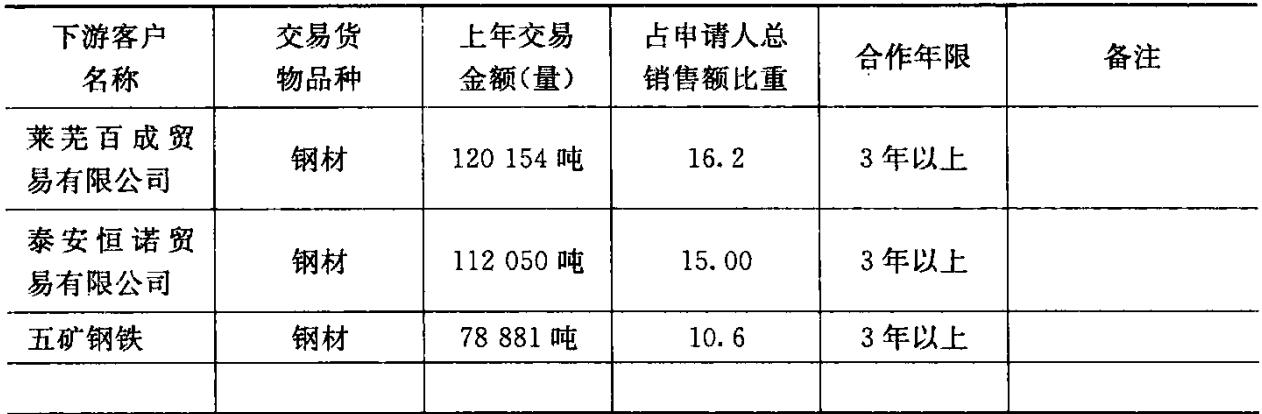 下游客户
名称
交易货
物品种
上年交易
金额(量)
占申请人总
销售额比重
合作年限
备注
莱芜百成贸
易有限公司
钢材
120 154 吨
16.2
3 年以上
泰安恒诺贸
易有限公司
钢材
112 050 吨
15.00
3 年以上
五矿钢铁
钢材
78 881 吨
10.6
3 年以上